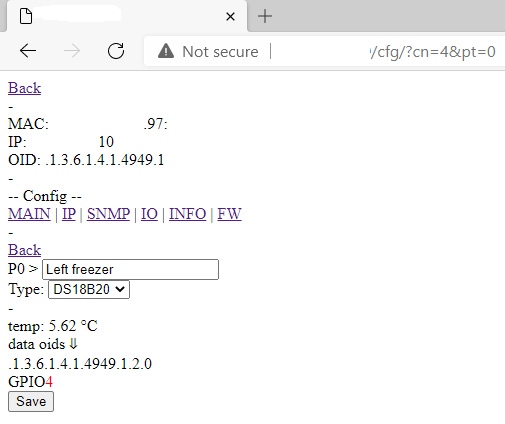 Not secure /cfg/?cn=4&pt=0
Back
-
MAC: .97:
IP: 10
OID: .1.3.6.1.4.1.4949.1
-
-- Config --
MAIN | IP | SNMP | IO | INFO | FW
-
Back
P0 > Left freezer
Type: DS18B20
-
temp: 5.62 °C
data oids ⇓
.1.3.6.1.4.1.4949.1.2.0
GPIO4
Save